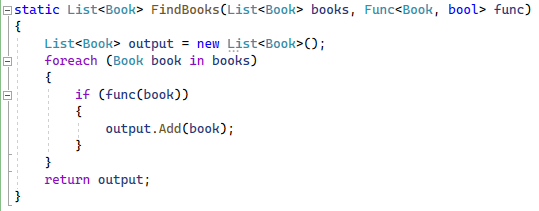 static List<Book> FindBooks(List<Book> books, Func<Book, bool> func)
{
    List<Book> output = new List<Book>();
    foreach (Book book in books)
    {
        if (func(book))
        {
            output.Add(book);
        }
    }
    return output;
}